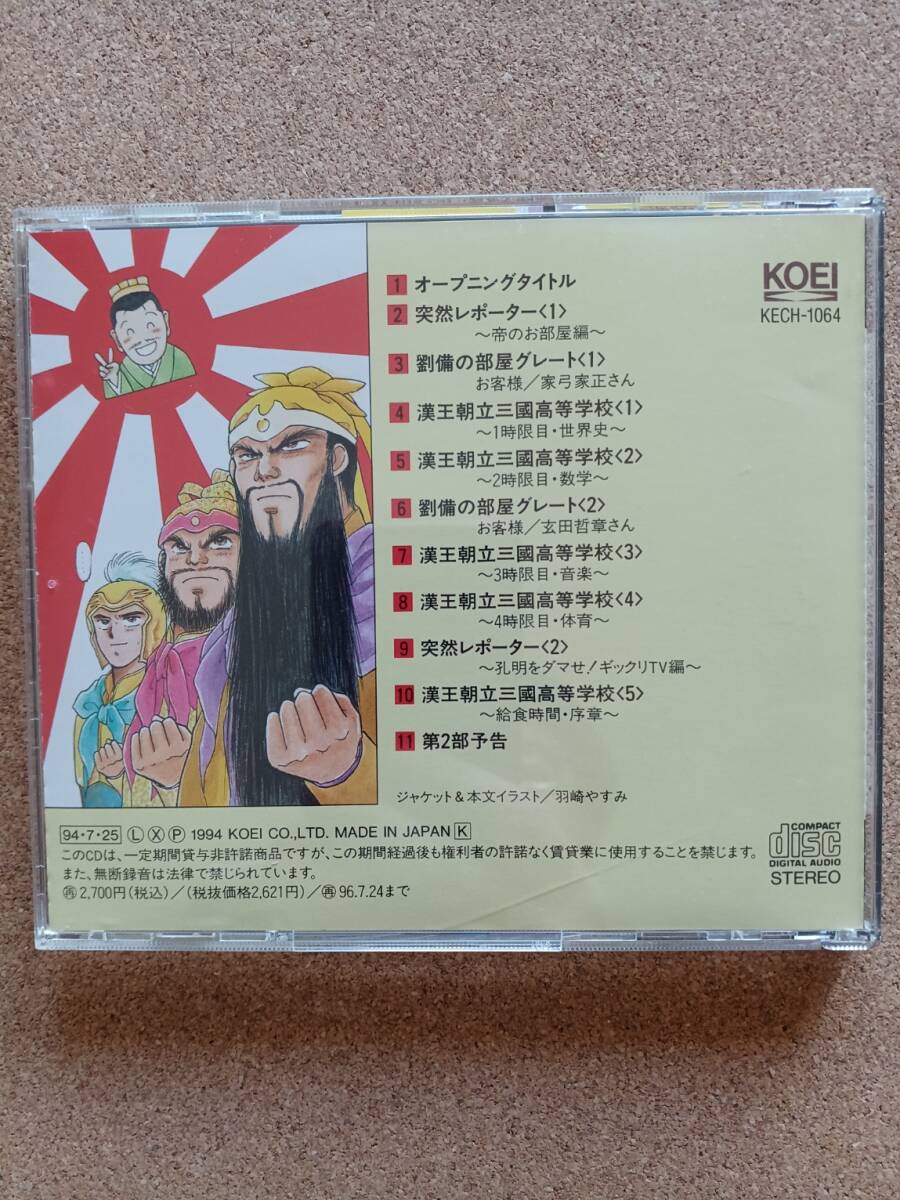 KOEI
KECH-1064
1 オープニングタイトル
2 突然レポーター〈1〉
〜帝のお部屋編〜
3 劉備の部屋グレート〈1〉
お客様／家弓家正さん
4 漢王朝立三國高等学校〈1〉
〜1時限目・世界史〜
5 漢王朝立三國高等学校〈2〉
〜2時限目・数学〜
6 劉備の部屋グレート〈2〉
お客様／玄田哲章さん
7 漢王朝立三國高等学校〈3〉
〜3時限目・音楽〜
8 漢王朝立三國高等学校〈4〉
〜4時限目・体育〜
9 突然レポーター〈2〉
〜孔明をダマせ！ギックリTV編〜
10 漢王朝立三國高等学校〈5〉
〜給食時間・序章〜
11 第2部予告
ジャケット＆本文イラスト／羽崎やすみ
94・7・25 Ⓛ Ⓧ Ⓟ 1994 KOEI CO.,LTD. MADE IN JAPAN K
このCDは、一定期間貸与非許諾商品ですが、この期間経過後も権利者の許諾なく賃貸業に使用することを禁じます。
また、無断録音は法律で禁じられています。
再 2,700円（税込）／（税抜価格2,621円）／再 96.7.24まで
COMPACT
disc
DIGITAL AUDIO
STEREO